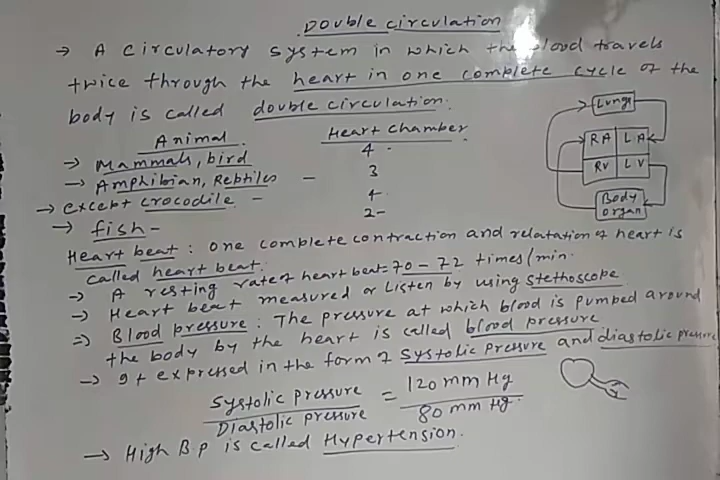 Double circulation
→ A circulatory system in which the blood travels
twice through the heart in one complete cycle of the
body is called double circulation.
Animal Heart Chamber
→ Mammals, bird 4 -
→ Amphibian, Reptiles - 3
→ except crocodile - 4
→ fish - 2-
Lungs
RA LA
RV LV
Body
organ
Heart beat : One complete contraction and relatation of heart is
called heart beat.
→ A resting rate of heart beat = 70 - 72 times/min.
→ Heart beat measured or Listen by using stethoscope
⇒ Blood pressure : The pressure at which blood is pumped around
the body by the heart is called blood pressure
→ It expressed in the form of Systolic pressure and diastolic pressure
Systolic pressure / Diastolic pressure = 120 mm Hg / 80 mm Hg.
→ High Bp is called Hypertension.